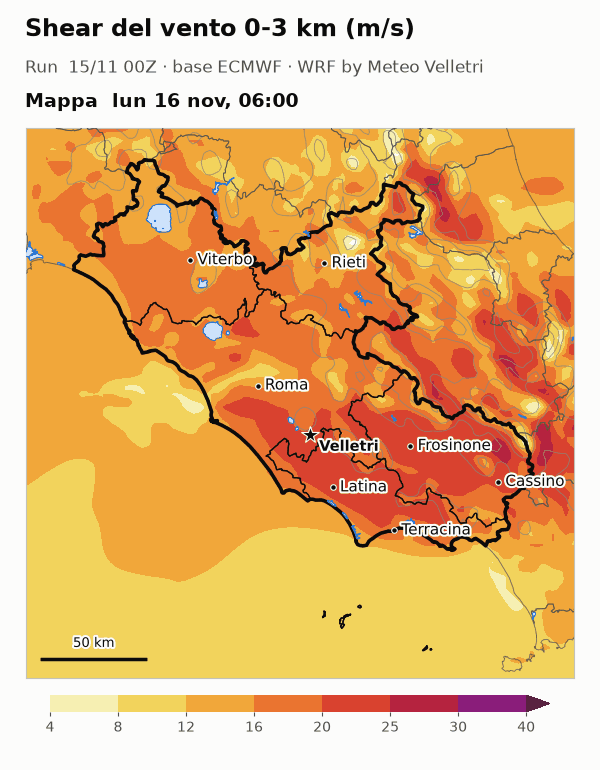 Shear del vento 0-3 km (m/s)
Run  15/11 00Z · base ECMWF · WRF by Meteo Velletri
Mappa  lun 16 nov, 06:00
Viterbo
Rieti
Roma
Velletri
Frosinone
Latina
Cassino
Terracina
50 km
4 8 12 16 20 25 30 40